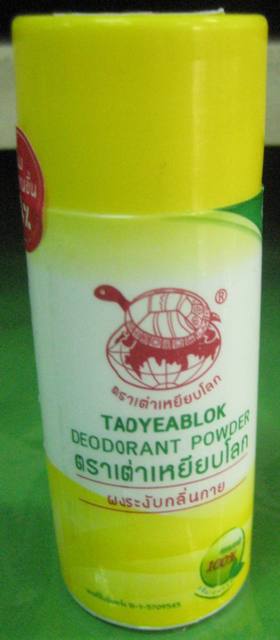 ®
ตราเต่าเหยียบโลก
TAOYEABLOK
DEODORANT POWDER
ตราเต่าเหยียบโลก
ผงระงับกลิ่นกาย
100%